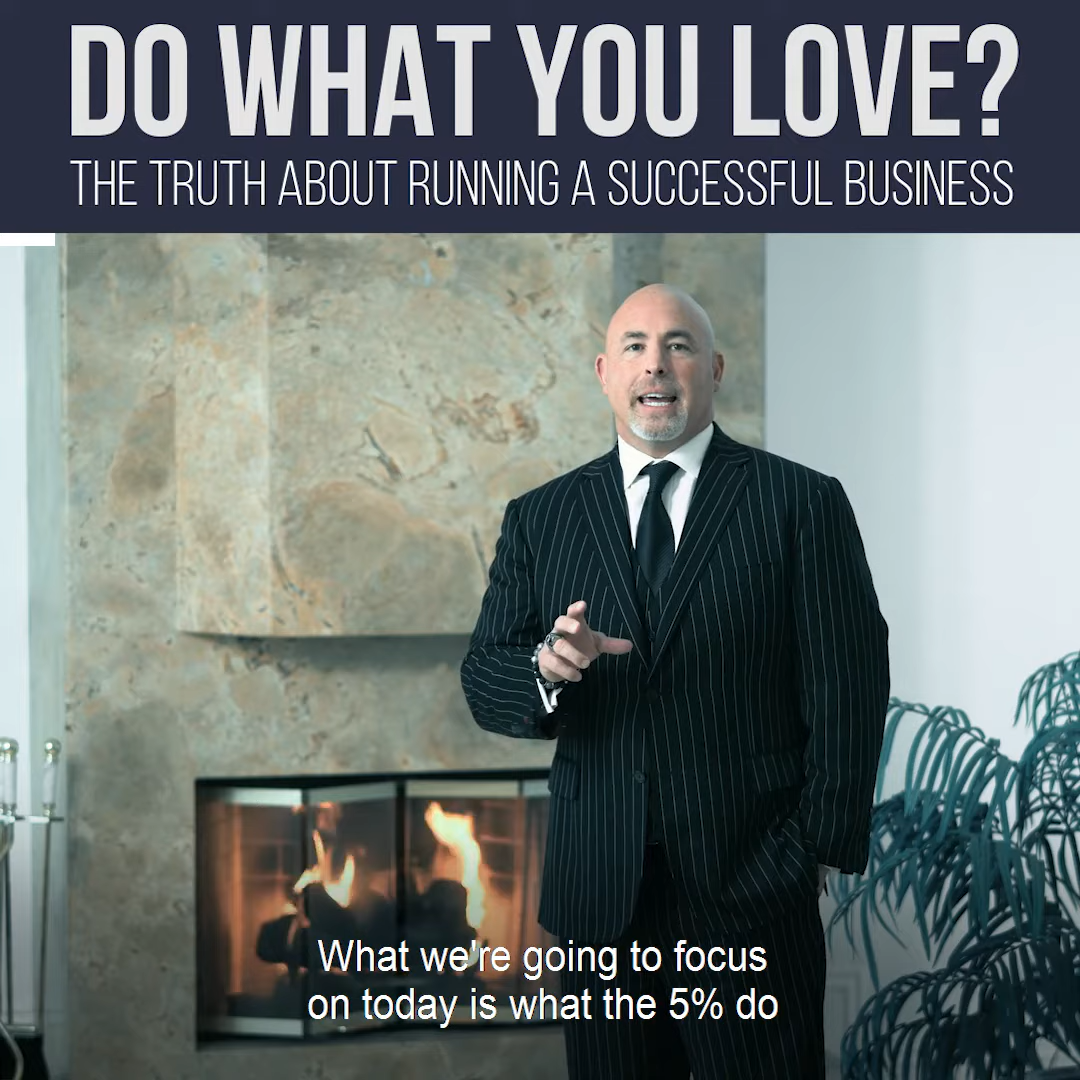 DO WHAT YOU LOVE?
THE TRUTH ABOUT RUNNING A SUCCESSFUL BUSINESS
What we're going to focus
on today is what the 5% do